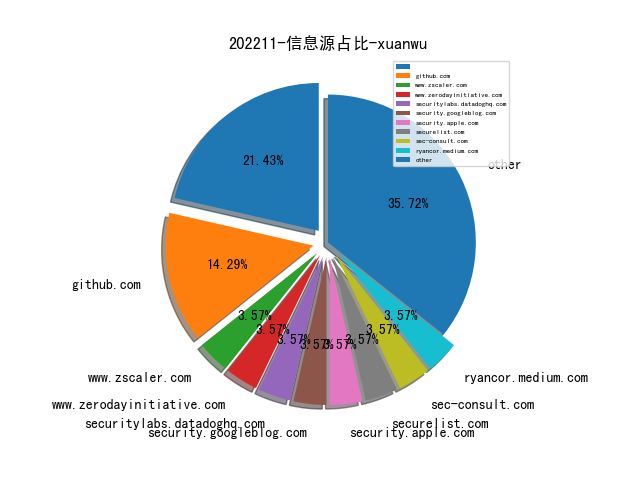 202211-信息源占比-xuanwu
github.com
www.zscaler.com
www.zerodayinitiative.com
securitylabs.datadoghq.com
security.googleblog.com
security.apple.com
securelist.com
sec-consult.com
ryancor.medium.com
other
other
21.43%
35.72%
14.29%
github.com
3.57%
3.57%
3.57%
3.57%
3.57%
3.57%
3.57%
3.57%
www.zscaler.com
ryancor.medium.com
www.zerodayinitiative.com
sec-consult.com
securitylabs.datadoghq.com
securelist.com
security.googleblog.com
security.apple.com